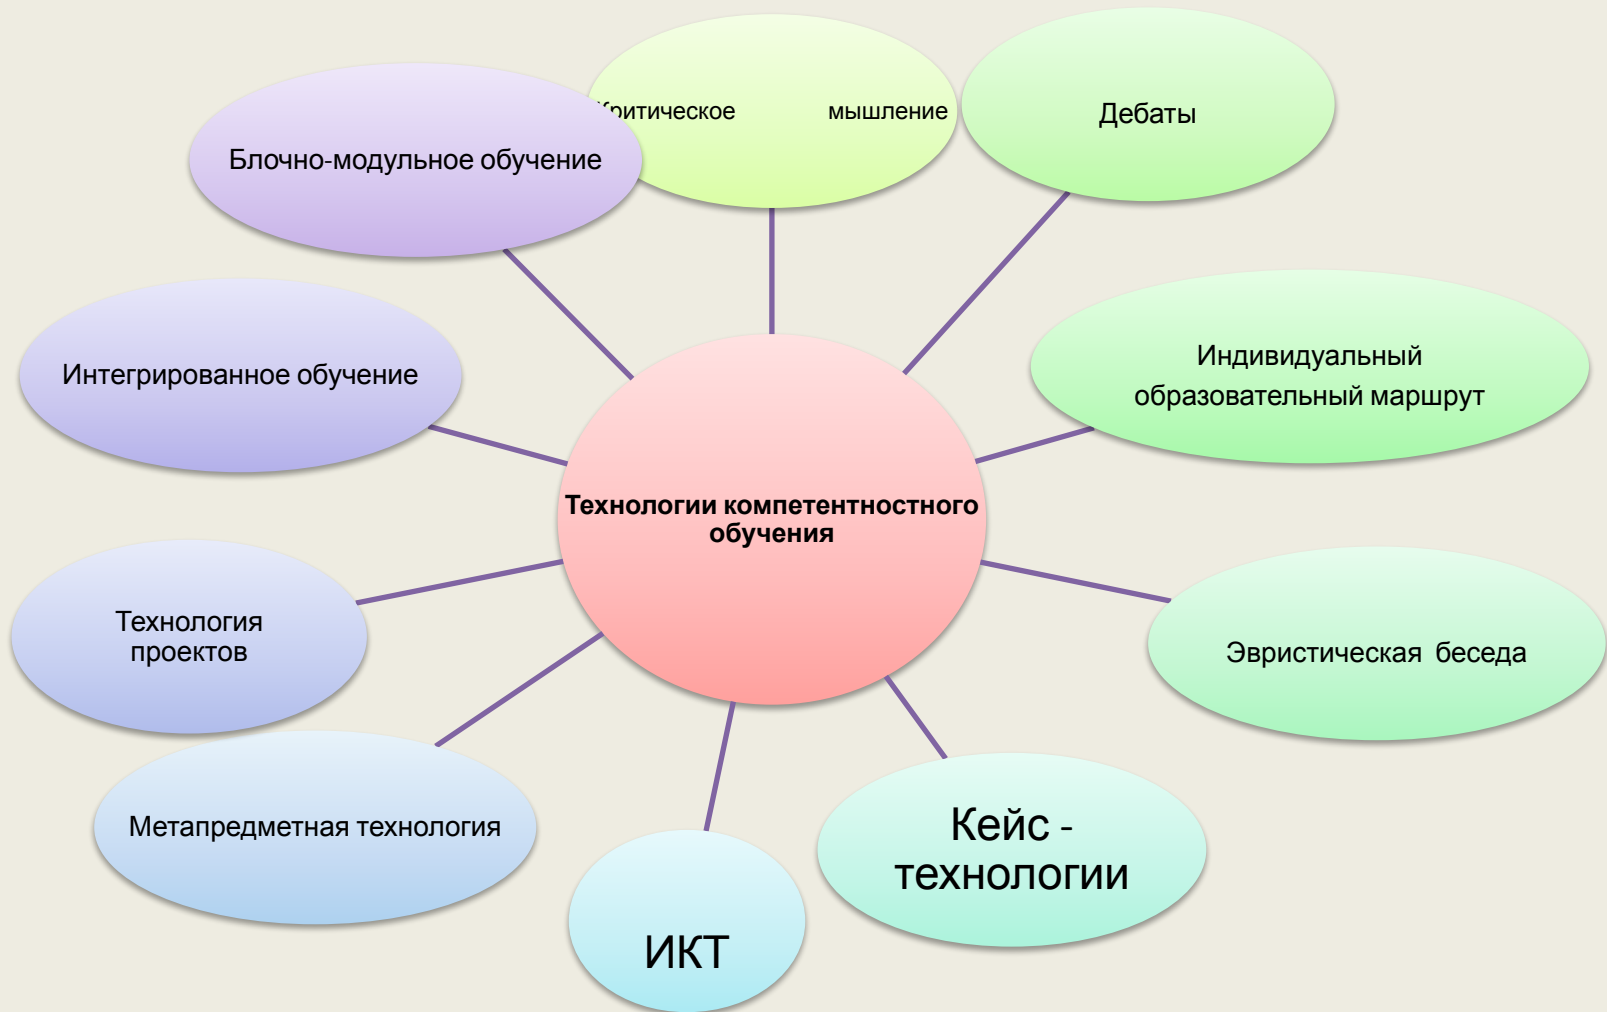 Критическое мышление
Дебаты
Блочно-модульное обучение
Индивидуальный
образовательный маршрут
Интегрированное обучение
Технологии компетентностного
обучения
Технология
проектов
Эвристическая беседа
Метапредметная технология
Кейс -
технологии
ИКТ